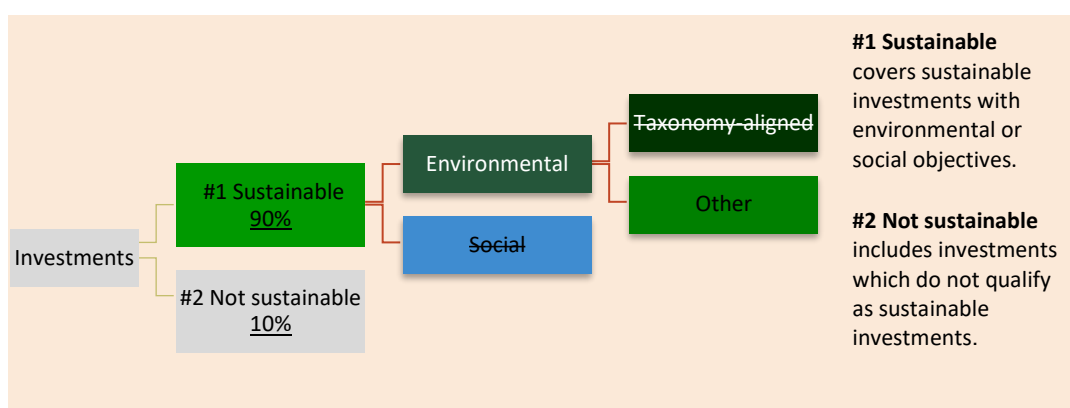 Investments
#1 Sustainable
90%
#2 Not sustainable
10%
Environmental
Social
Taxonomy-aligned
Other
#1 Sustainable
covers sustainable
investments with
environmental or
social objectives.
#2 Not sustainable
includes investments
which do not qualify
as sustainable
investments.